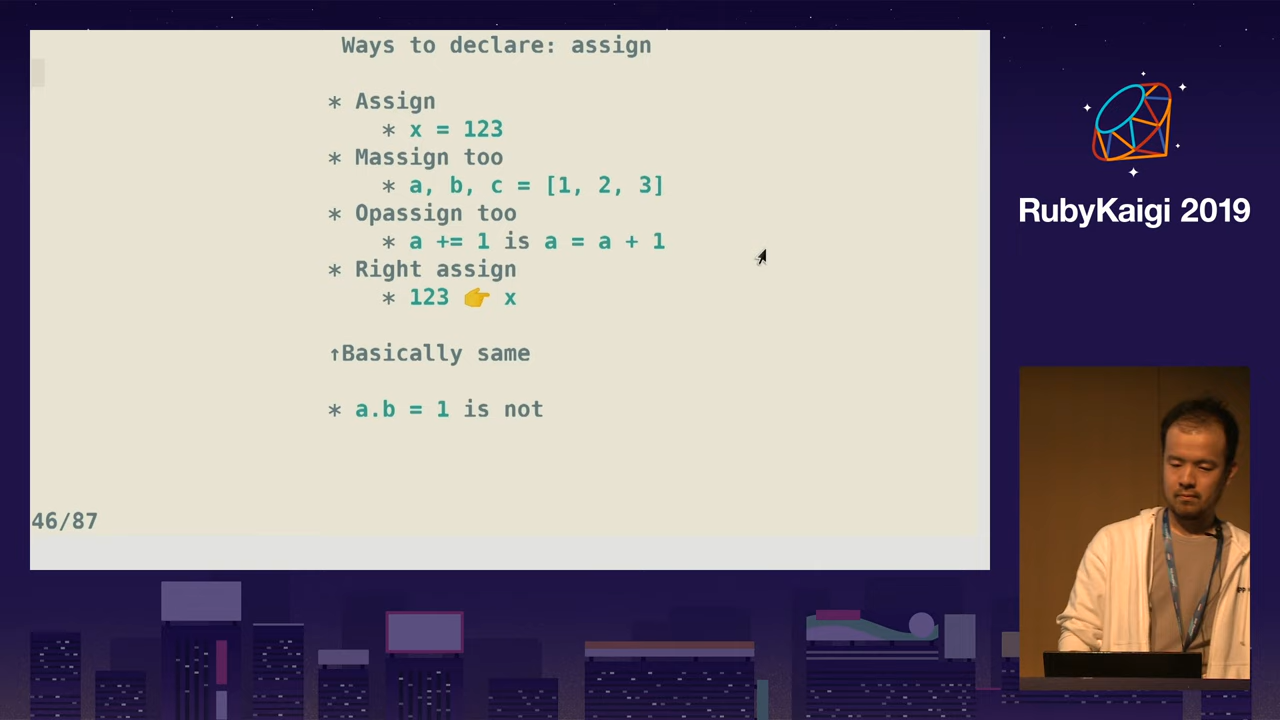 Ways to declare: assign
* Assign
* x = 123
* Massign too
* a, b, c = [1, 2, 3]
* Opassign too
* a += 1 is a = a + 1
* Right assign
* 123 👉 x
↑Basically same
* a.b = 1 is not
46/87
RubyKaigi 2019